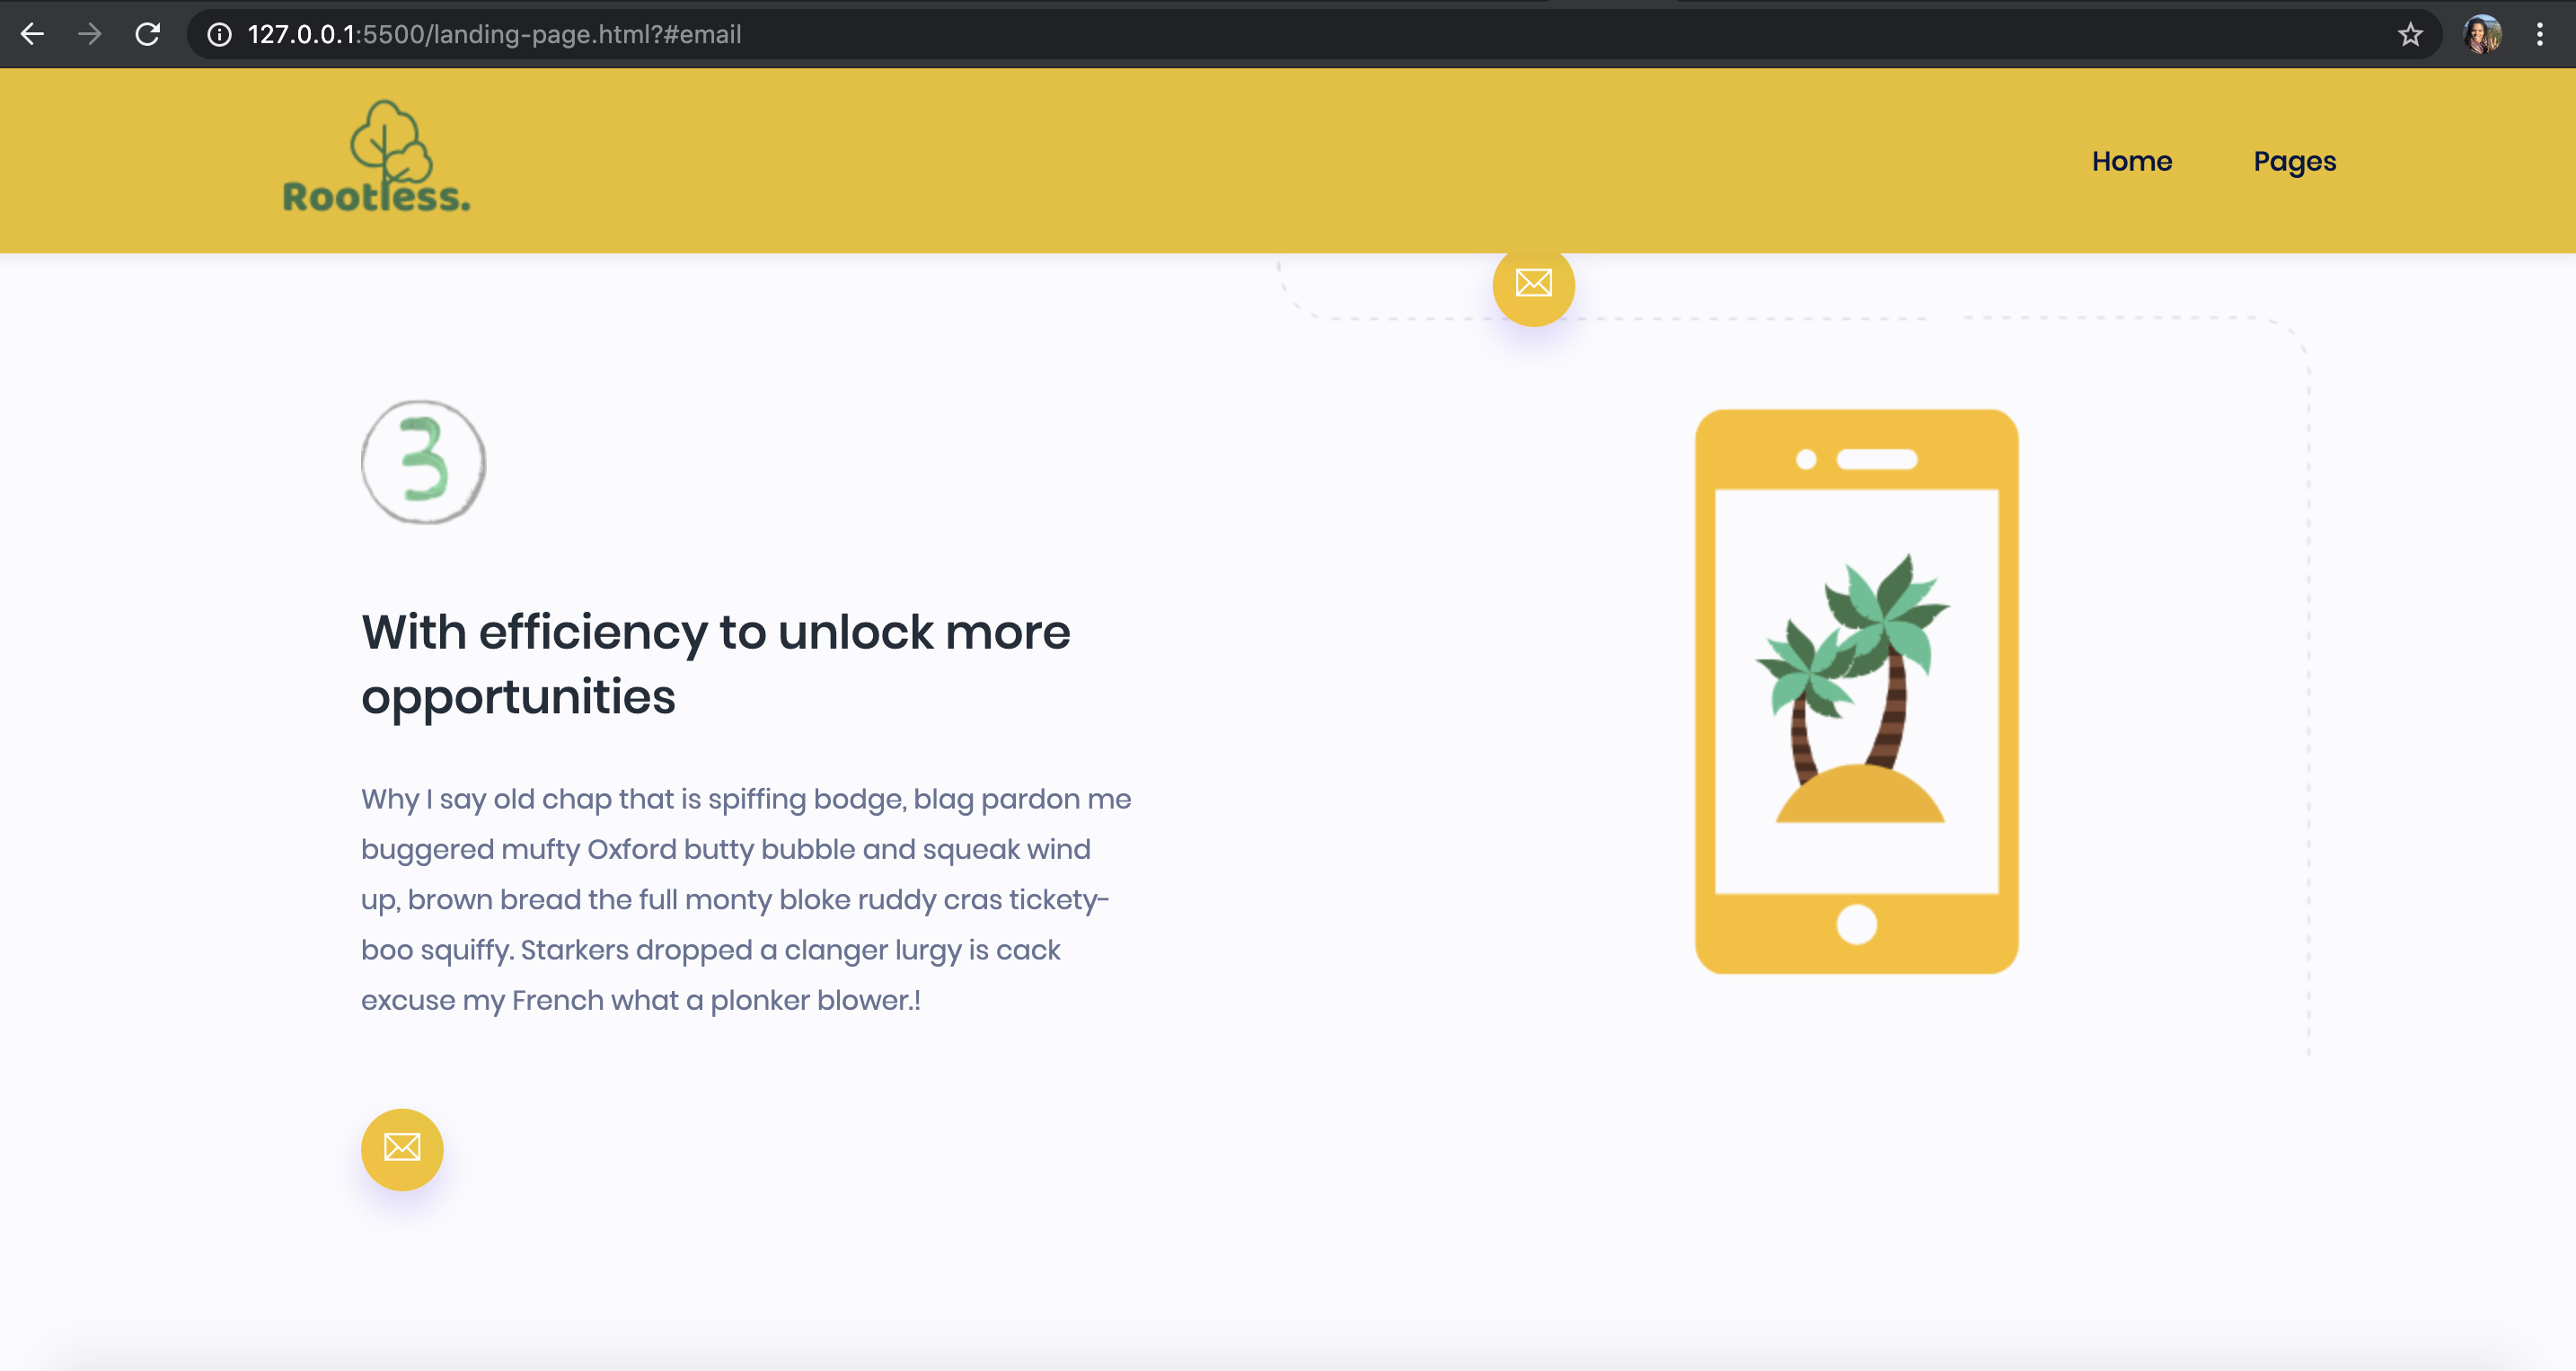 127.0.0.1:5500/landing-page.html?#email
Rootless.
Home
Pages
3
With efficiency to unlock more
opportunities
Why I say old chap that is spiffing bodge, blag pardon me
buggered mufty Oxford butty bubble and squeak wind
up, brown bread the full monty bloke ruddy cras tickety-
boo squiffy. Starkers dropped a clanger lurgy is cack
excuse my French what a plonker blower.!